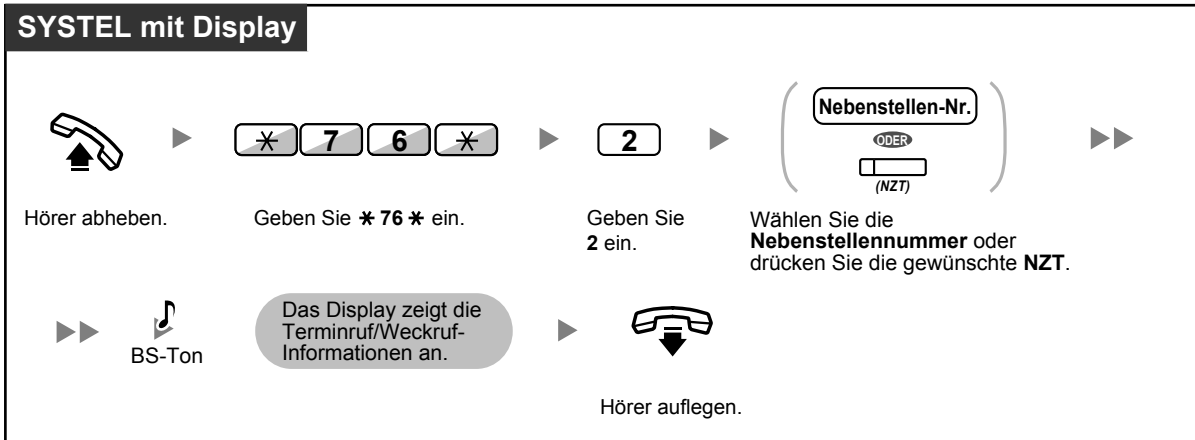 SYSTEL mit Display
* 7 6 *
2
Nebenstellen-Nr.
ODER
(NZT)
Hörer abheben.
Geben Sie * 76 * ein.
Geben Sie
2 ein.
Wählen Sie die
Nebenstellennummer oder
drücken Sie die gewünschte NZT.
BS-Ton
Das Display zeigt die
Terminruf/Weckruf-
Informationen an.
Hörer auflegen.